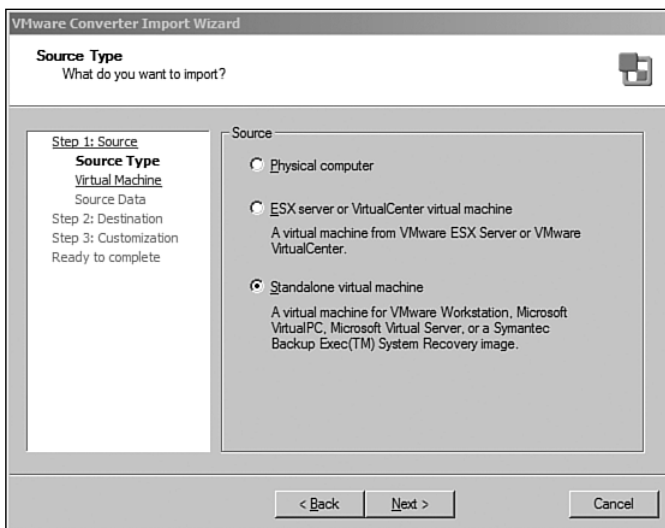 VMware Converter Import Wizard
Source Type
What do you want to import?
Step 1: Source
Source Type
Virtual Machine
Source Data
Step 2: Destination
Step 3: Customization
Ready to complete
Source
Physical computer
ESX server or VirtualCenter virtual machine
A virtual machine from VMware ESX Server or VMware
VirtualCenter.
Standalone virtual machine
A virtual machine for VMware Workstation, Microsoft
VirtualPC, Microsoft Virtual Server, or a Symantec
Backup Exec(TM) System Recovery image.
< Back
Next >
Cancel